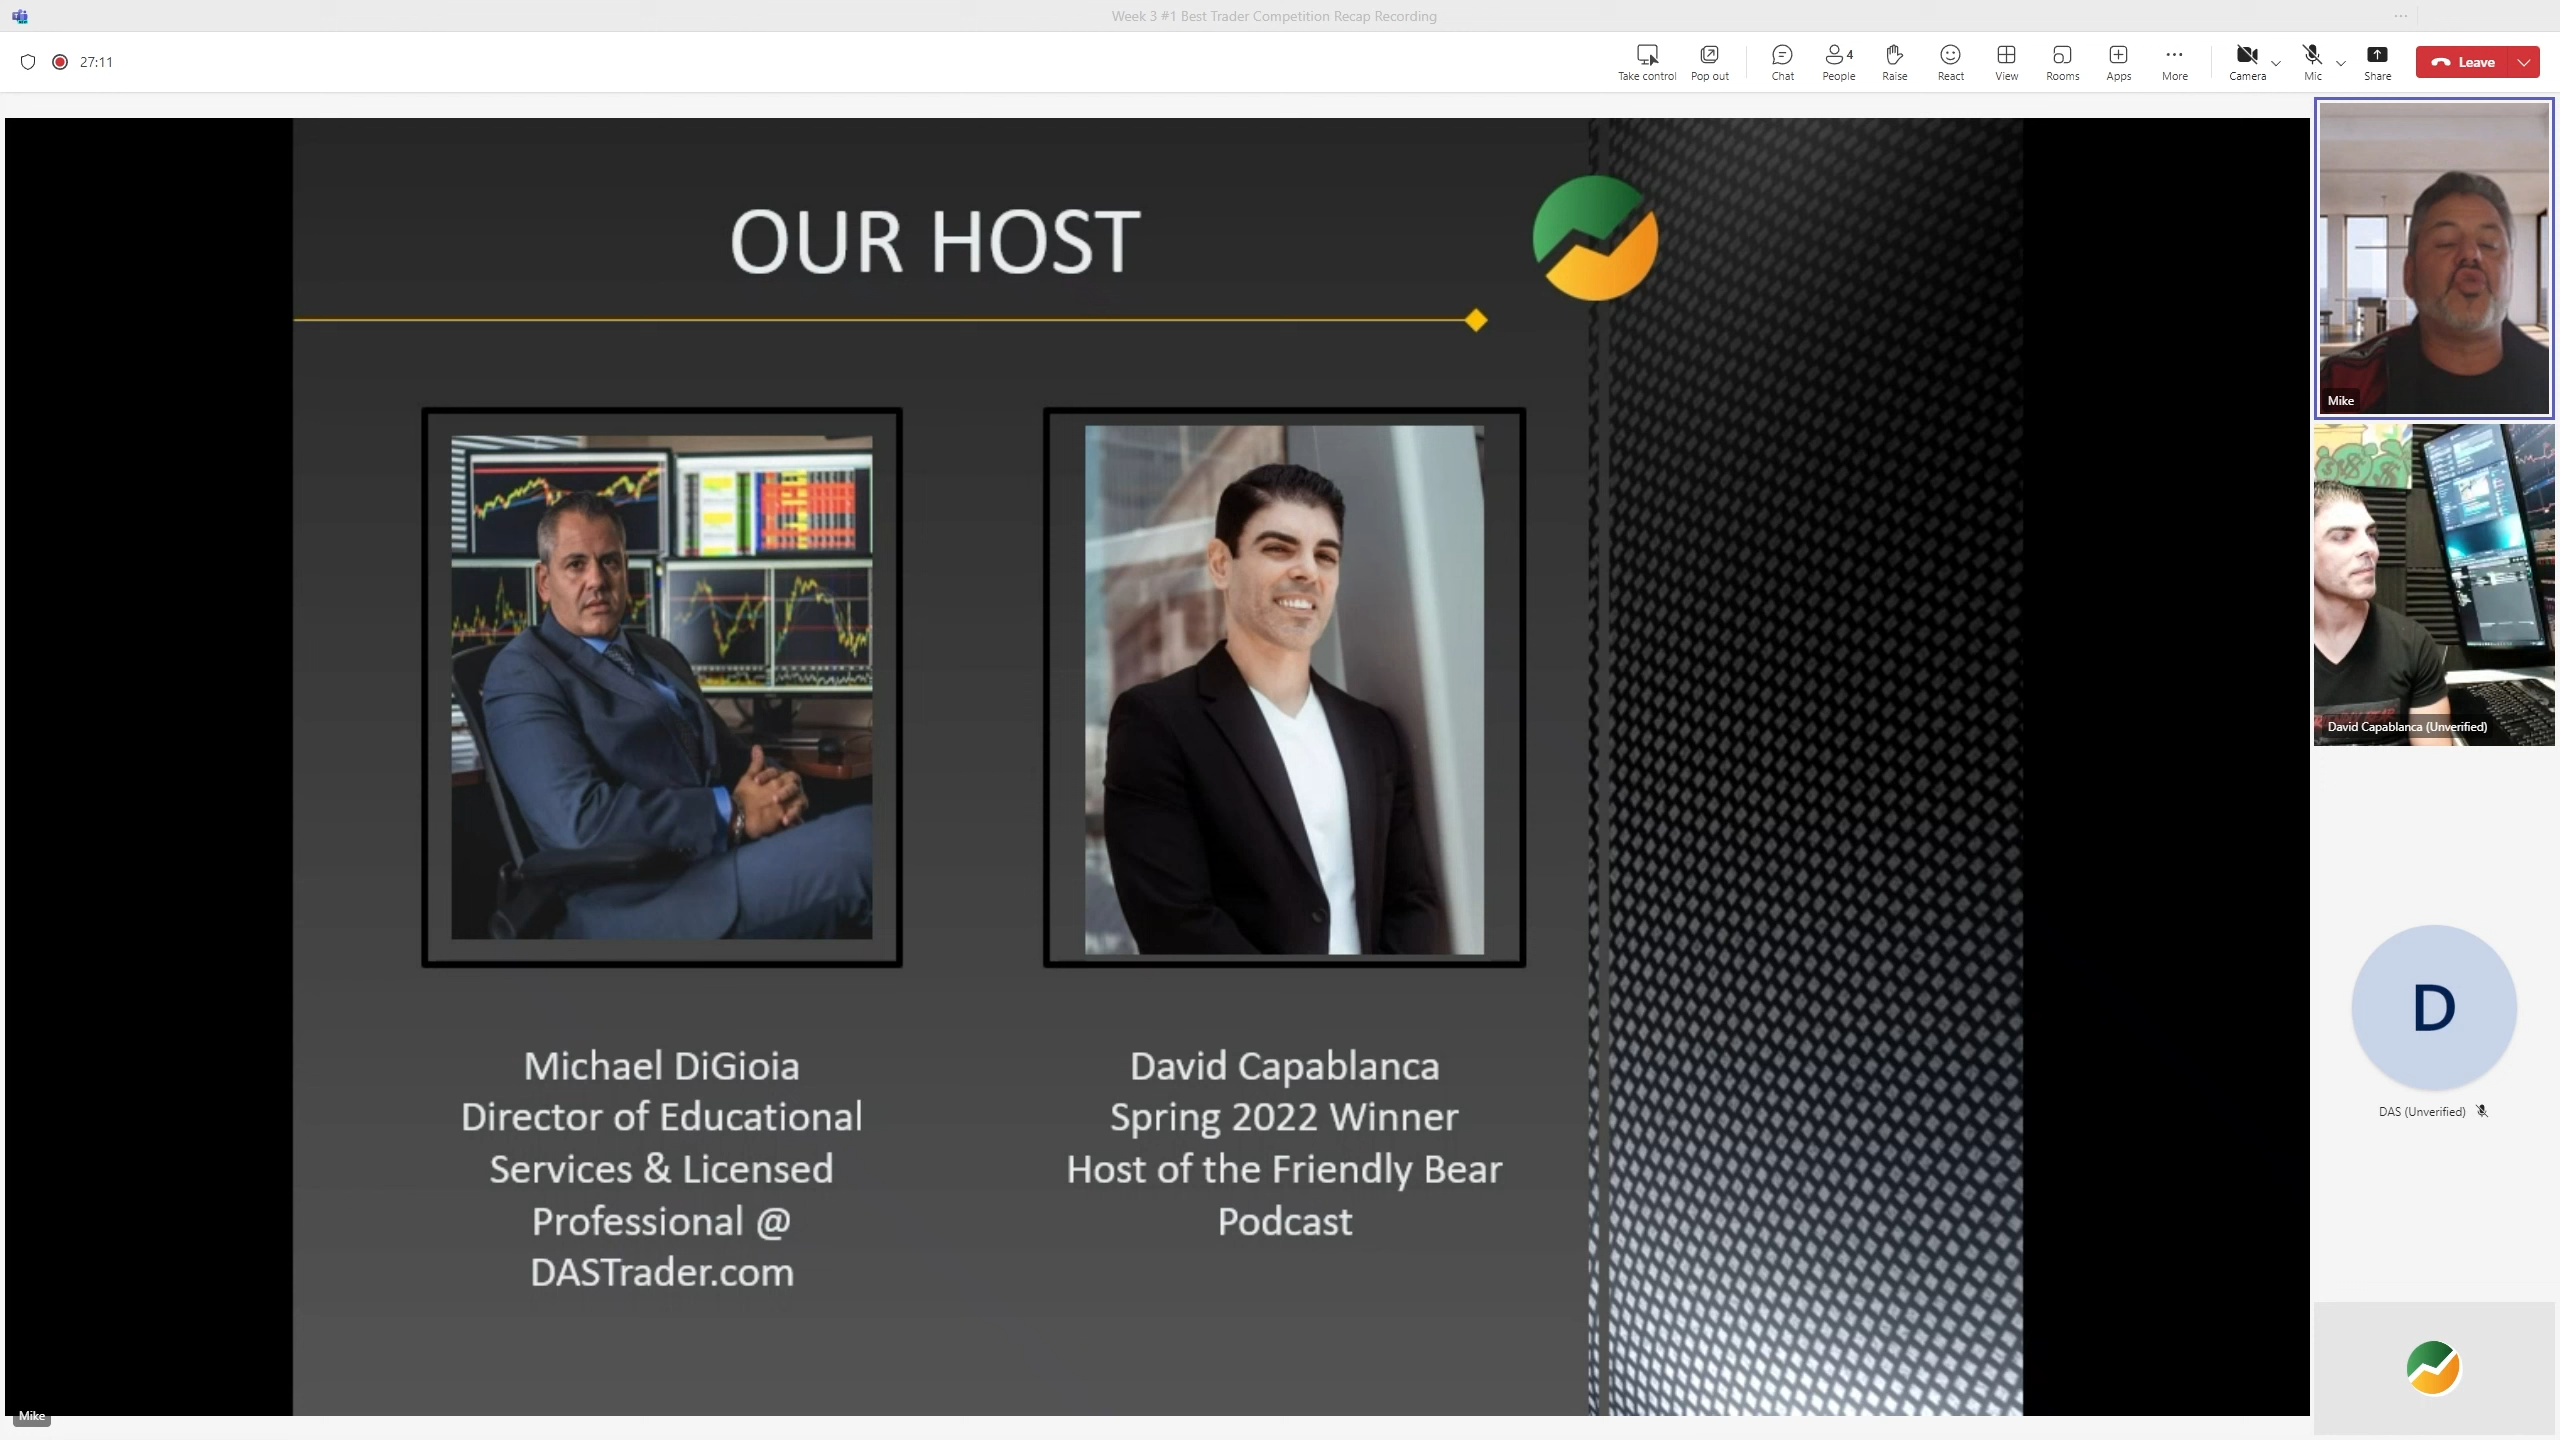 Week 3 #1 Best Trader Competition Recap Recording
27:11
Take control
Pop out
Chat
4
People
Raise
React
View
Rooms
Apps
More
Camera
Mic
Share
Leave
OUR HOST
Michael DiGioia
Director of Educational
Services & Licensed
Professional @
DASTrader.com
David Capablanca
Spring 2022 Winner
Host of the Friendly Bear
Podcast
Mike
David Capablanca (Unverified)
D
DAS (Unverified)
Mike